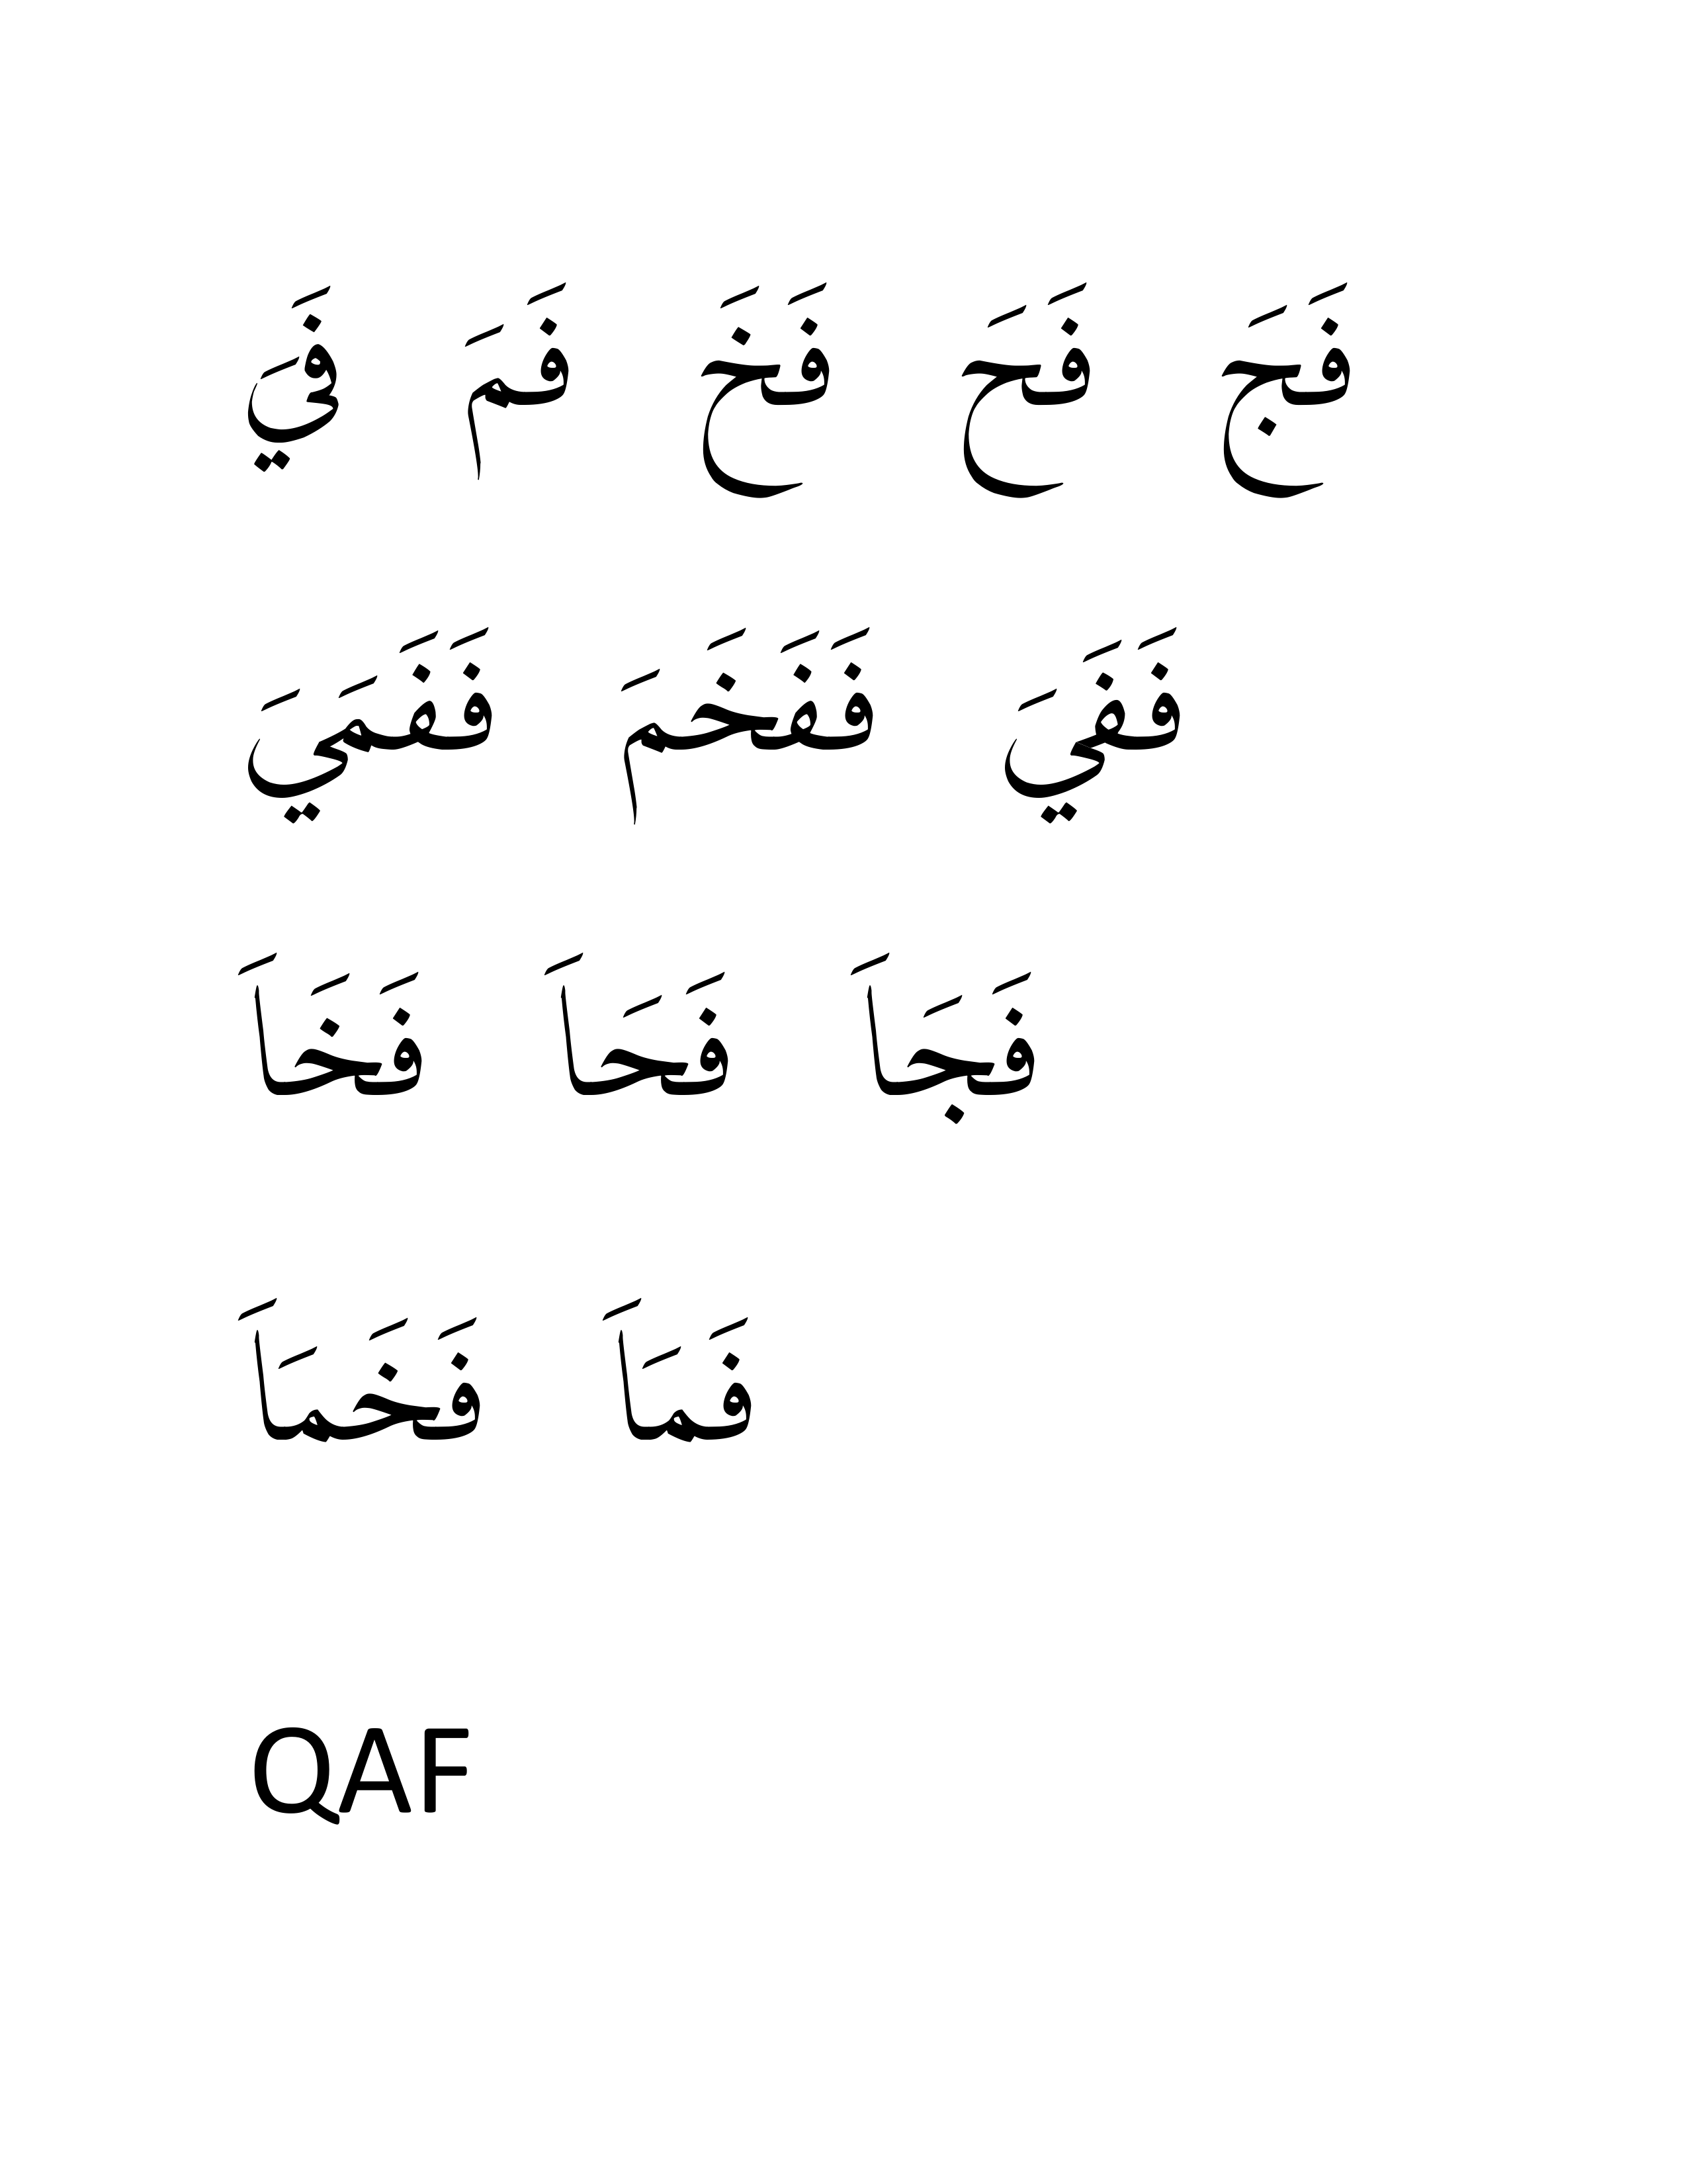 فَجَ فَحَ فَخَ فَمَ فَيَ
فَفَيَ فَفَخَمَ فَفَمَيَ
فَجَاَ فَحَاَ فَخَاَ
فَمَاَ فَخَمَاَ
QAF